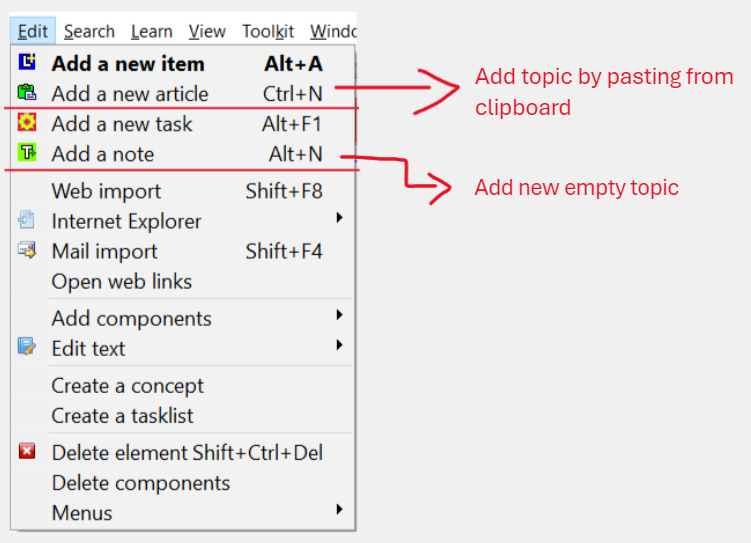 Edit Search Learn View Toolkit Windo
Add a new item Alt+A
Add a new article Ctrl+N
Add a new task Alt+F1
Add a note Alt+N
Web import Shift+F8
Internet Explorer
Mail import Shift+F4
Open web links
Add components
Edit text
Create a concept
Create a tasklist
Delete element Shift+Ctrl+Del
Delete components
Menus
Add topic by pasting from
clipboard
Add new empty topic